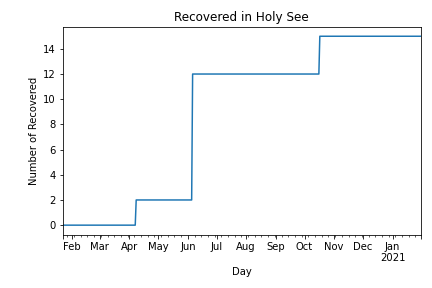 Recovered in Holy See
Number of Recovered
14
12
10
8
6
4
2
0
Feb Mar Apr May Jun Jul Aug Sep Oct Nov Dec Jan
2021
Day